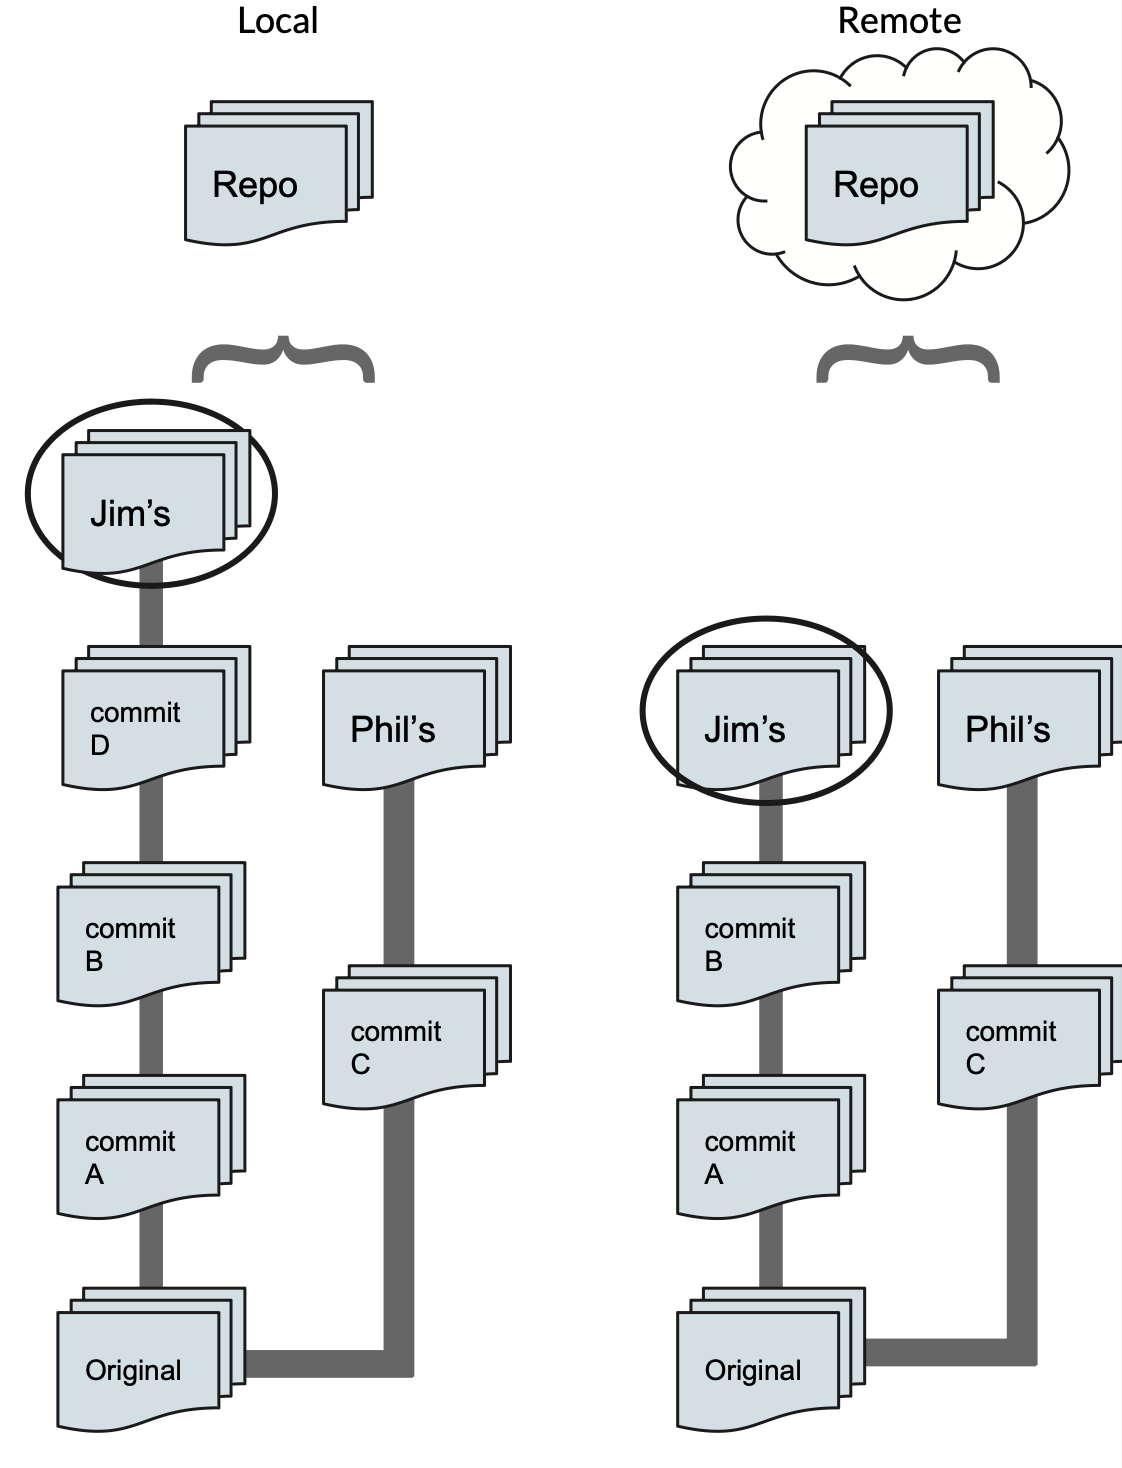 Local
Remote
Repo
Repo
Jim's
commit
D
Phil's
Jim's
Phil's
commit
B
commit
B
commit
C
commit
C
commit
A
commit
A
Original
Original